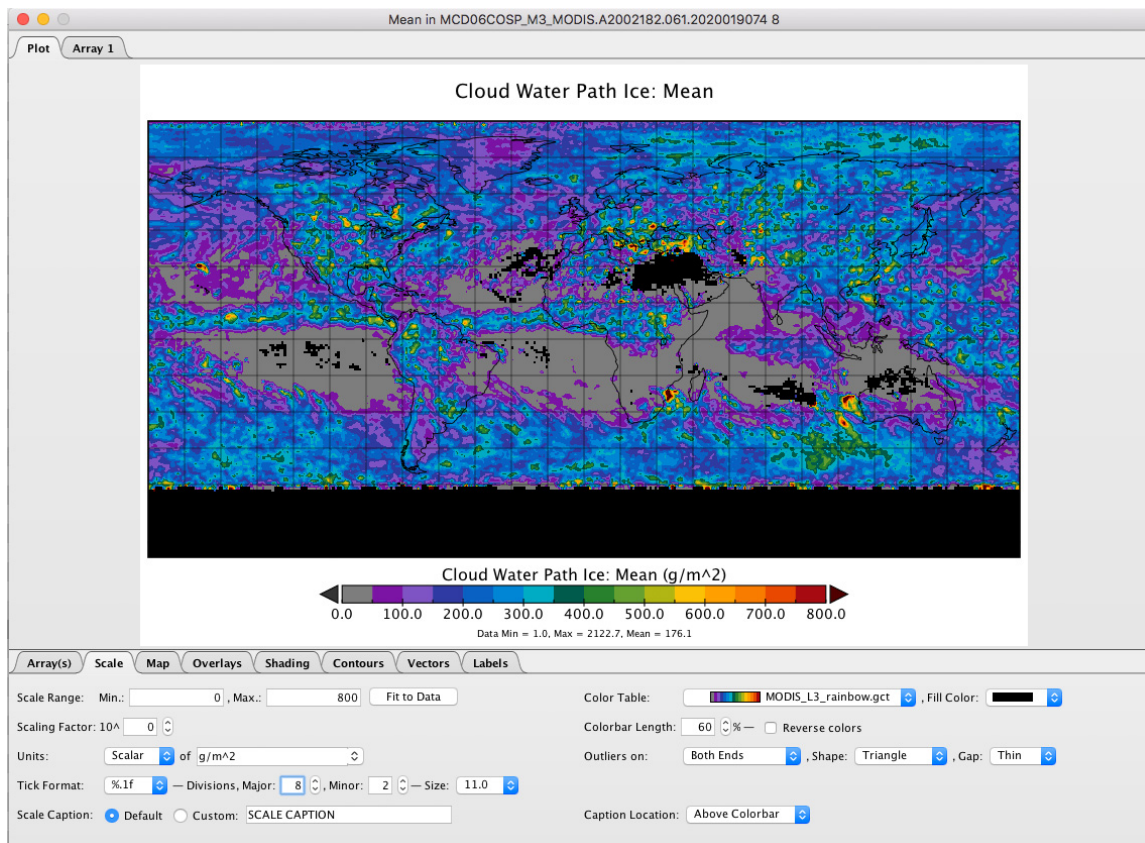 Mean in MCD06COSP_M3_MODIS.A2002182.061.2020019074 8
Plot Array 1
Cloud Water Path Ice: Mean
Cloud Water Path Ice: Mean (g/m^2)
0.0 100.0 200.0 300.0 400.0 500.0 600.0 700.0 800.0
Data Min = 1.0, Max = 2122.7, Mean = 176.1
Array(s) Scale Map Overlays Shading Contours Vectors Labels
Scale Range: Min.: 0 , Max.: 800 Fit to Data Color Table: MODIS_L3_rainbow.gct , Fill Color:
Scaling Factor: 10^ 0 Colorbar Length: 60 % — Reverse colors
Units: Scalar of g/m^2 Outliers on: Both Ends , Shape: Triangle , Gap: Thin
Tick Format: %.1f — Divisions, Major: 8 , Minor: 2 — Size: 11.0
Scale Caption: Default Custom: SCALE CAPTION Caption Location: Above Colorbar